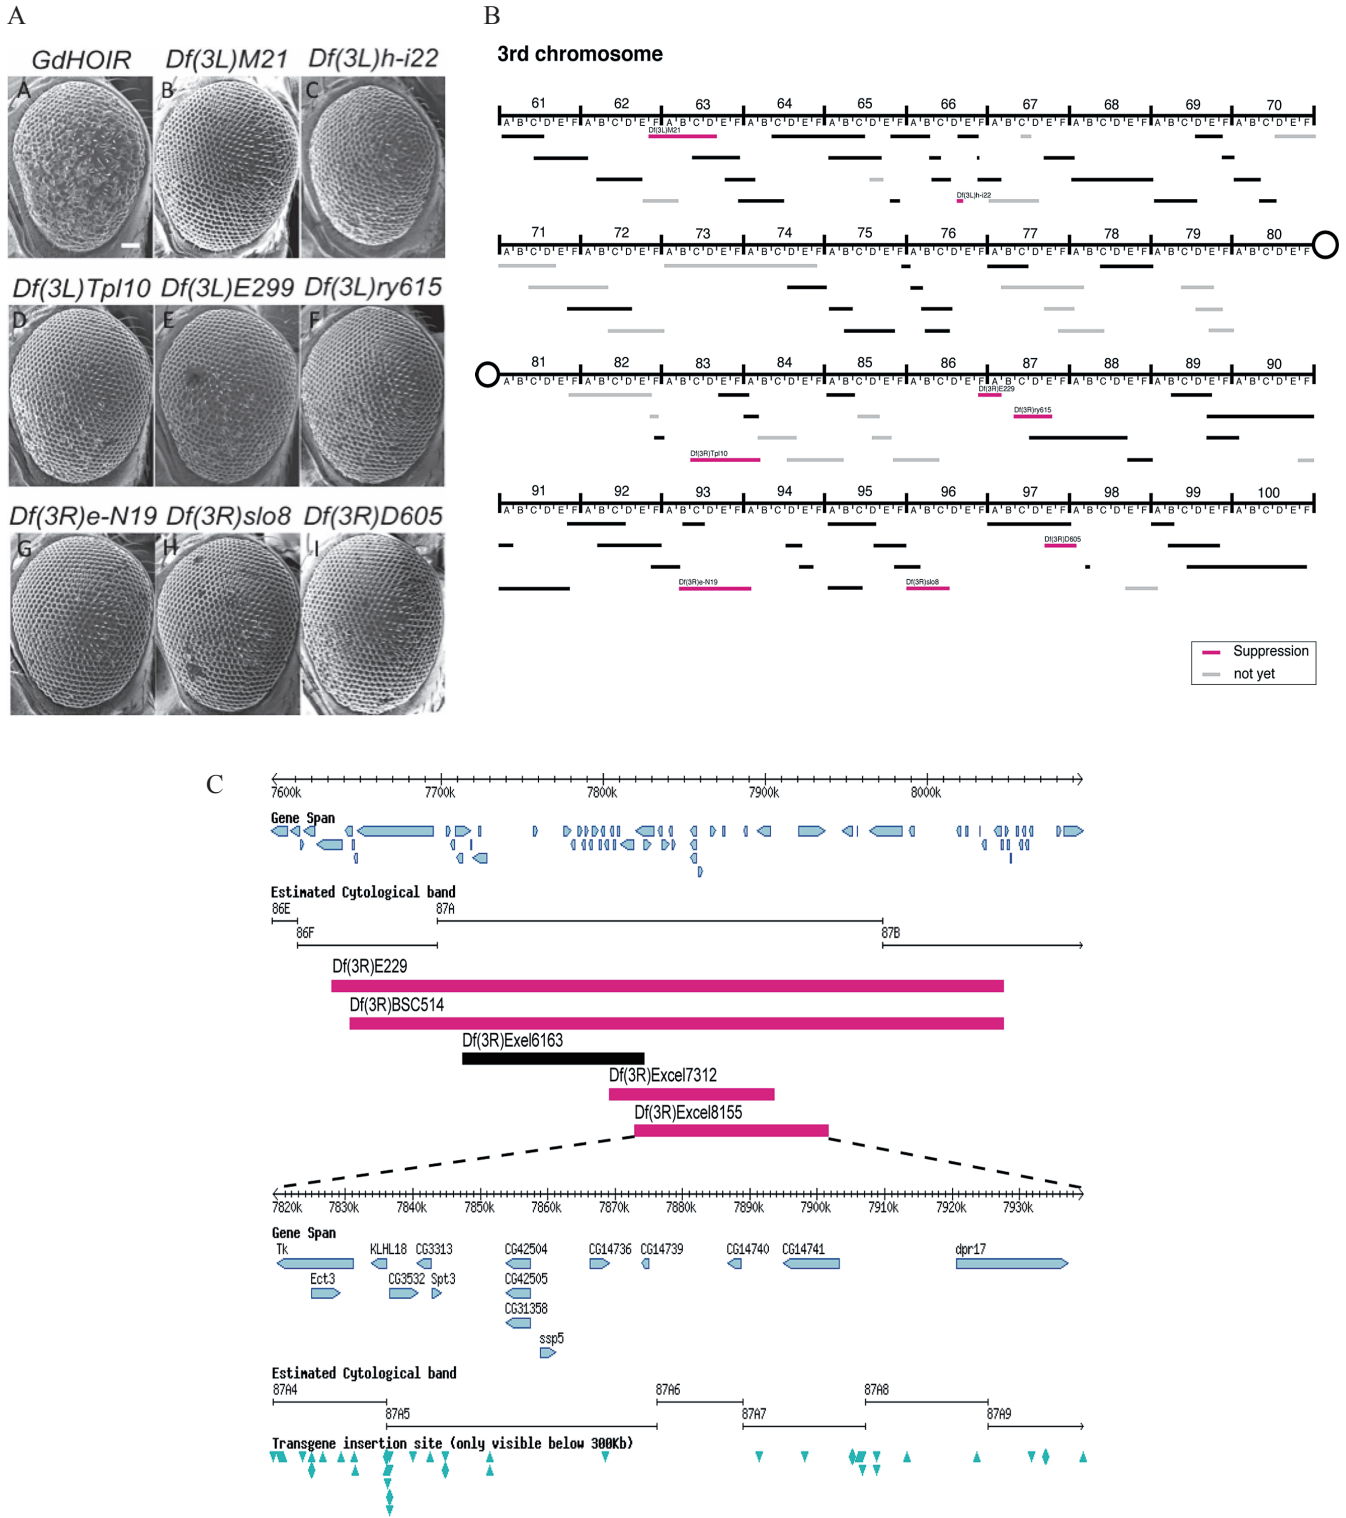 A
B
GdHOIR Df(3L)M21 Df(3L)h-i22
A B C
Df(3L)Tpl10 Df(3L)E299 Df(3L)ry615
D E F
Df(3R)e-N19 Df(3R)slo8 Df(3R)D605
G H I
3rd chromosome
61 62 63 64 65 66 67 68 69 70
A B C D E F A B C D E F A B C D E F A B C D E F A B C D E F A B C D E F A B C D E F A B C D E F A B C D E F A B C D E F
Df(3L)M21
Df(3L)h-i22
71 72 73 74 75 76 77 78 79 80
A B C D E F A B C D E F A B C D E F A B C D E F A B C D E F A B C D E F A B C D E F A B C D E F A B C D E F A B C D E F
81 82 83 84 85 86 87 88 89 90
A B C D E F A B C D E F A B C D E F A B C D E F A B C D E F A B C D E F A B C D E F A B C D E F A B C D E F A B C D E F
Df(3R)E229
Df(3R)ry615
Df(3R)Tpl10
91 92 93 94 95 96 97 98 99 100
A B C D E F A B C D E F A B C D E F A B C D E F A B C D E F A B C D E F A B C D E F A B C D E F A B C D E F A B C D E F
Df(3R)D605
Df(3R)e-N19 Df(3R)slo8
Suppression
not yet
C
7600k 7700k 7800k 7900k 8000k
Gene Span
Estimated Cytological band
86E 87A
86F 87B
Df(3R)E229
Df(3R)BSC514
Df(3R)Exel6163
Df(3R)Excel7312
Df(3R)Excel8155
7820k 7830k 7840k 7850k 7860k 7870k 7880k 7890k 7900k 7910k 7920k 7930k
Gene Span
Tk KLHL18 CG3313 CG42504 CG14736 CG14739 CG14740 CG14741 dpr17
Ect3 CG3532 Spt3 CG42505
CG31358
ssp5
Estimated Cytological band
87A4 87A6 87A8
87A5 87A7 87A9
Transgene insertion site (only visible below 300Kb)